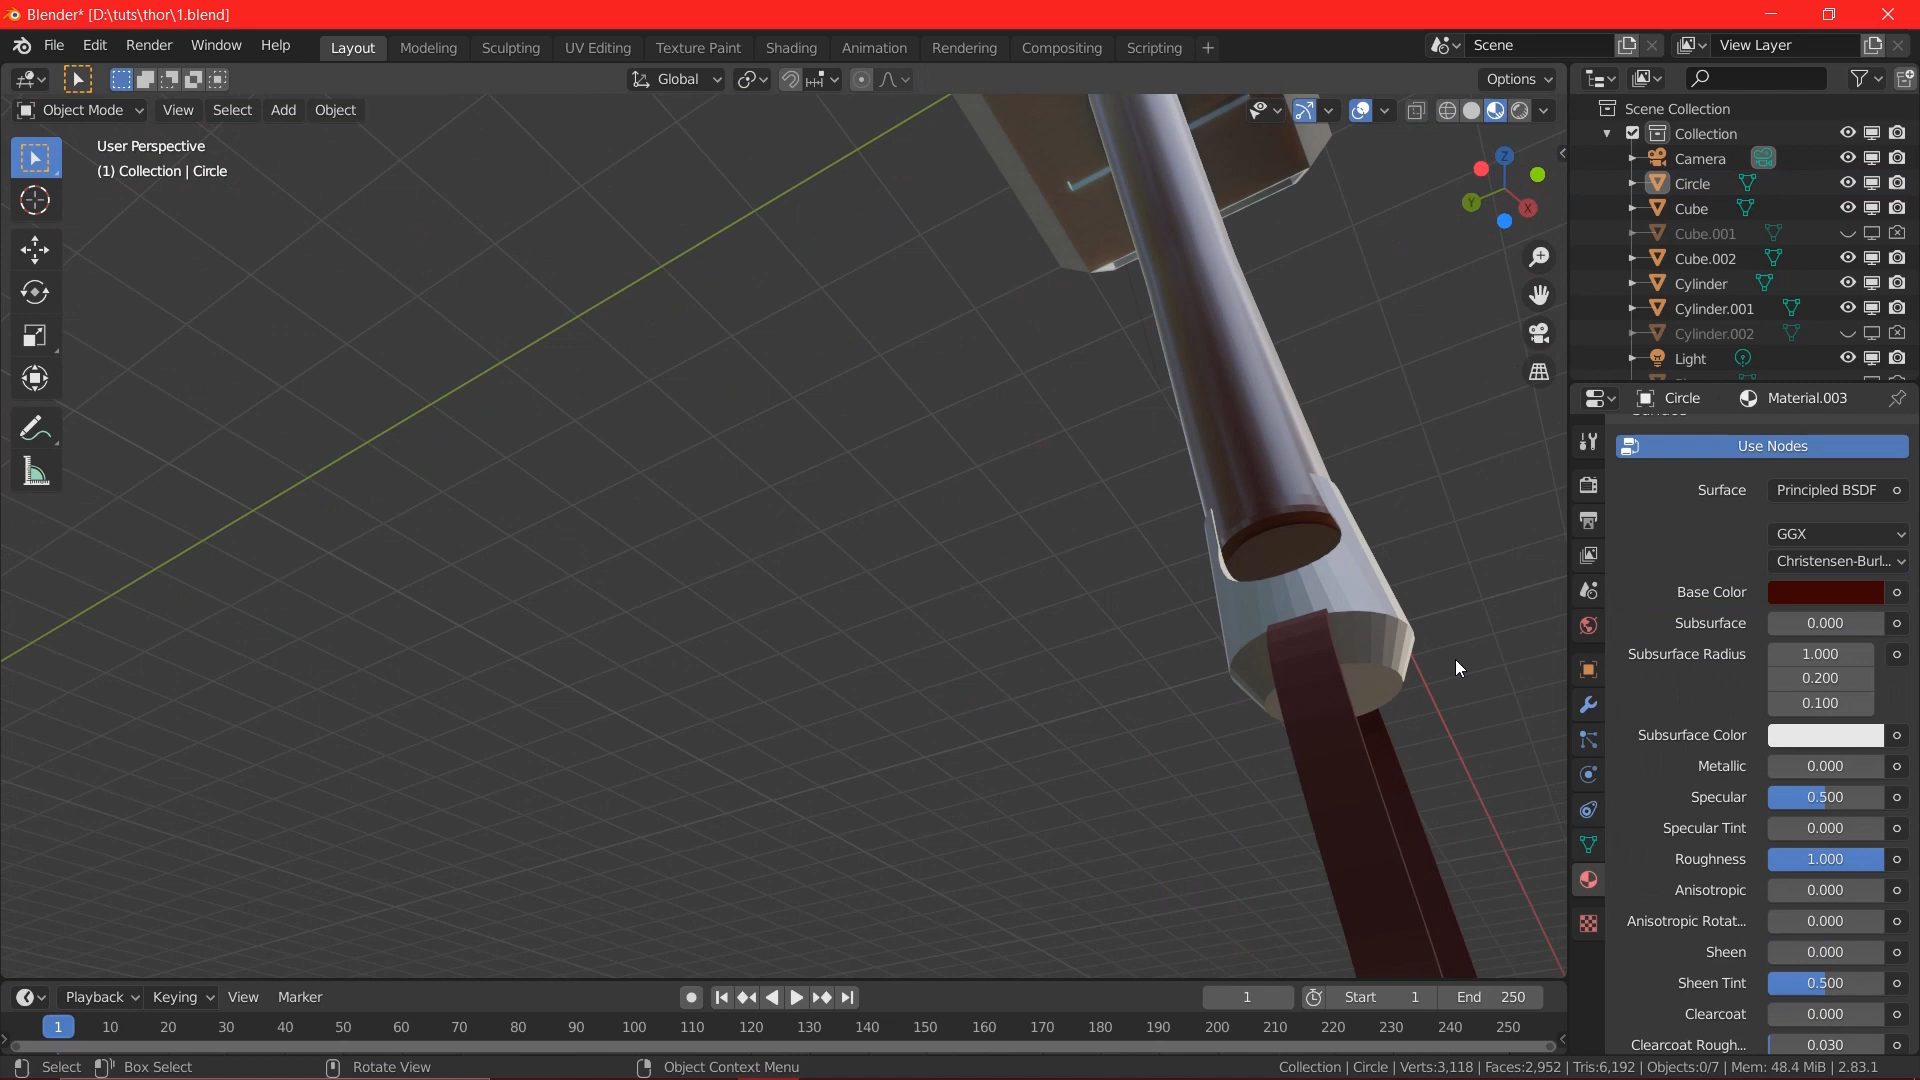 Blender* [D:\tuts\thor\1.blend]
File Edit Render Window Help Layout Modeling Sculpting UV Editing Texture Paint Shading Animation Rendering Compositing Scripting + Scene View Layer
Global Options
Object Mode View Select Add Object
User Perspective
(1) Collection | Circle
Z
Y
X
Scene Collection
Collection
Camera
Circle
Cube
Cube.001
Cube.002
Cylinder
Cylinder.001
Cylinder.002
Light
Circle Material.003
Use Nodes
Surface Principled BSDF
GGX
Christensen-Burl...
Base Color
Subsurface 0.000
Subsurface Radius 1.000
0.200
0.100
Subsurface Color
Metallic 0.000
Specular 0.500
Specular Tint 0.000
Roughness 1.000
Anisotropic 0.000
Anisotropic Rotat... 0.000
Sheen 0.000
Sheen Tint 0.500
Clearcoat 0.000
Clearcoat Rough... 0.030
Playback Keying View Marker 1 Start 1 End 250
1 10 20 30 40 50 60 70 80 90 100 110 120 130 140 150 160 170 180 190 200 210 220 230 240 250
Select Box Select Rotate View Object Context Menu Collection | Circle | Verts:3,118 | Faces:2,952 | Tris:6,192 | Objects:0/7 | Mem: 48.4 MiB | 2.83.1